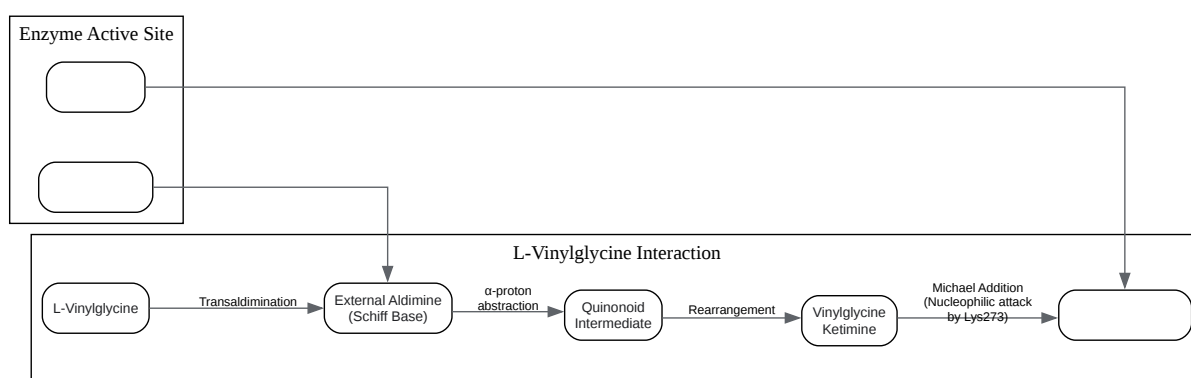 Enzyme Active Site
L-Vinylglycine Interaction
L-Vinylglycine
Transaldimination
External Aldimine
(Schiff Base)
α-proton
abstraction
Quinonoid
Intermediate
Rearrangement
Vinylglycine
Ketimine
Michael Addition
(Nucleophilic attack
by Lys273)